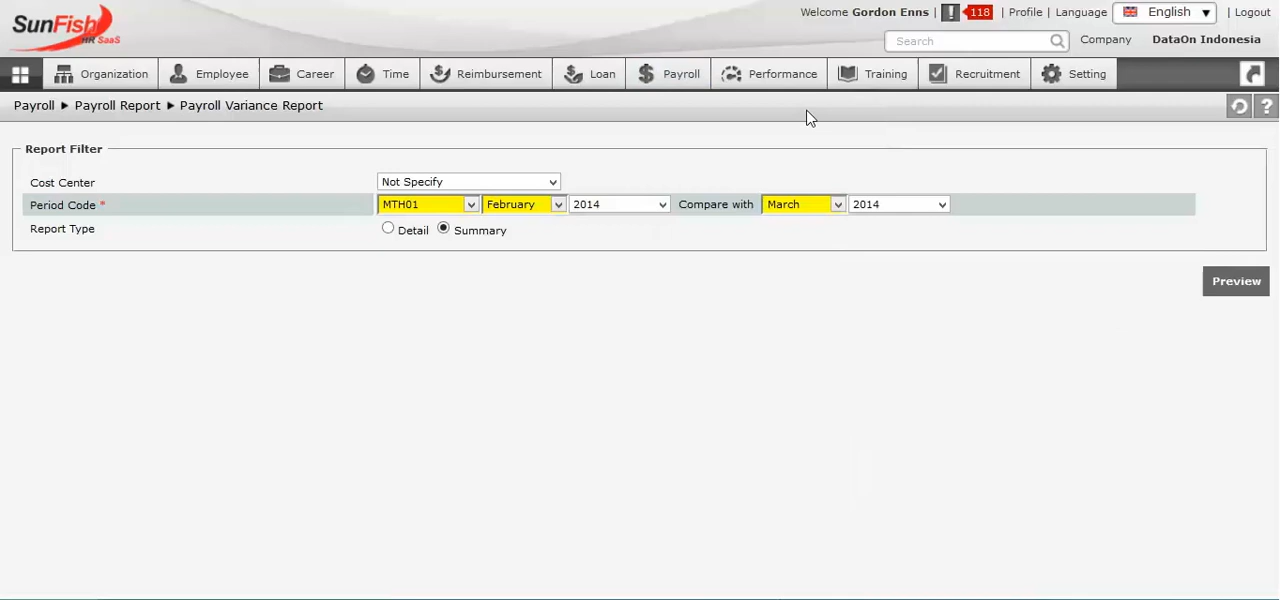 SunFish
HR SaaS
Welcome Gordon Enns | ! 118 | Profile | Language English ▼ | Logout
Search Company DataOn Indonesia
Organization Employee Career Time Reimbursement Loan Payroll Performance Training Recruitment Setting
Payroll ▶ Payroll Report ▶ Payroll Variance Report ?
Report Filter
Cost Center Not Specify
Period Code * MTH01 February 2014 Compare with March 2014
Report Type Detail Summary
Preview